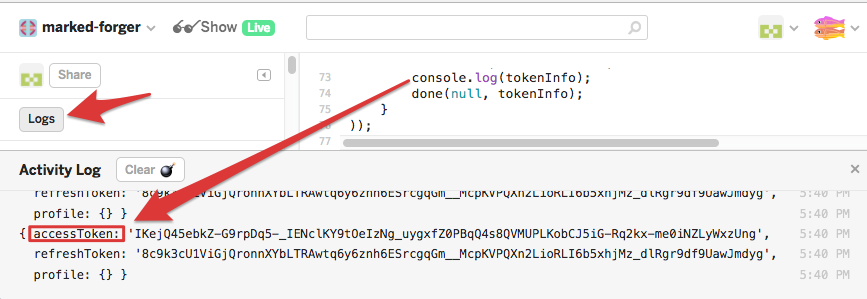 marked-forger
Show Live
Share
Logs
73 console.log(tokenInfo);
74 done(null, tokenInfo);
75 }
76 ));
77
Activity Log Clear
refreshToken: '8c9k3cU1ViGjQronnXYbLTRAwtq6y6znh6ESrcgqGm__McpKVPQXn2LioRLI6b5xhjMz_dlRgr9df9UawJmdyg', 5:40 PM
profile: {} } 5:40 PM
{ accessToken: 'IKejQ45ebkZ-G9rpDq5-_IENclKY9tOeIzNg_uygxfZ0PBqQ4s8QVMUPLKobCJ5iG-Rq2kx-me0iNZLyWxzUng', 5:40 PM
refreshToken: '8c9k3cU1ViGjQronnXYbLTRAwtq6y6znh6ESrcgqGm__McpKVPQXn2LioRLI6b5xhjMz_dlRgr9df9UawJmdyg', 5:40 PM
profile: {} } 5:40 PM